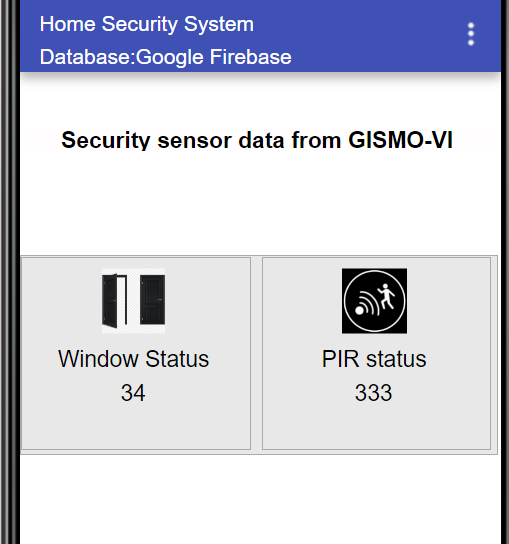 Home Security System
Database:Google Firebase
Security sensor data from GISMO-VI
Window Status
34
PIR status
333